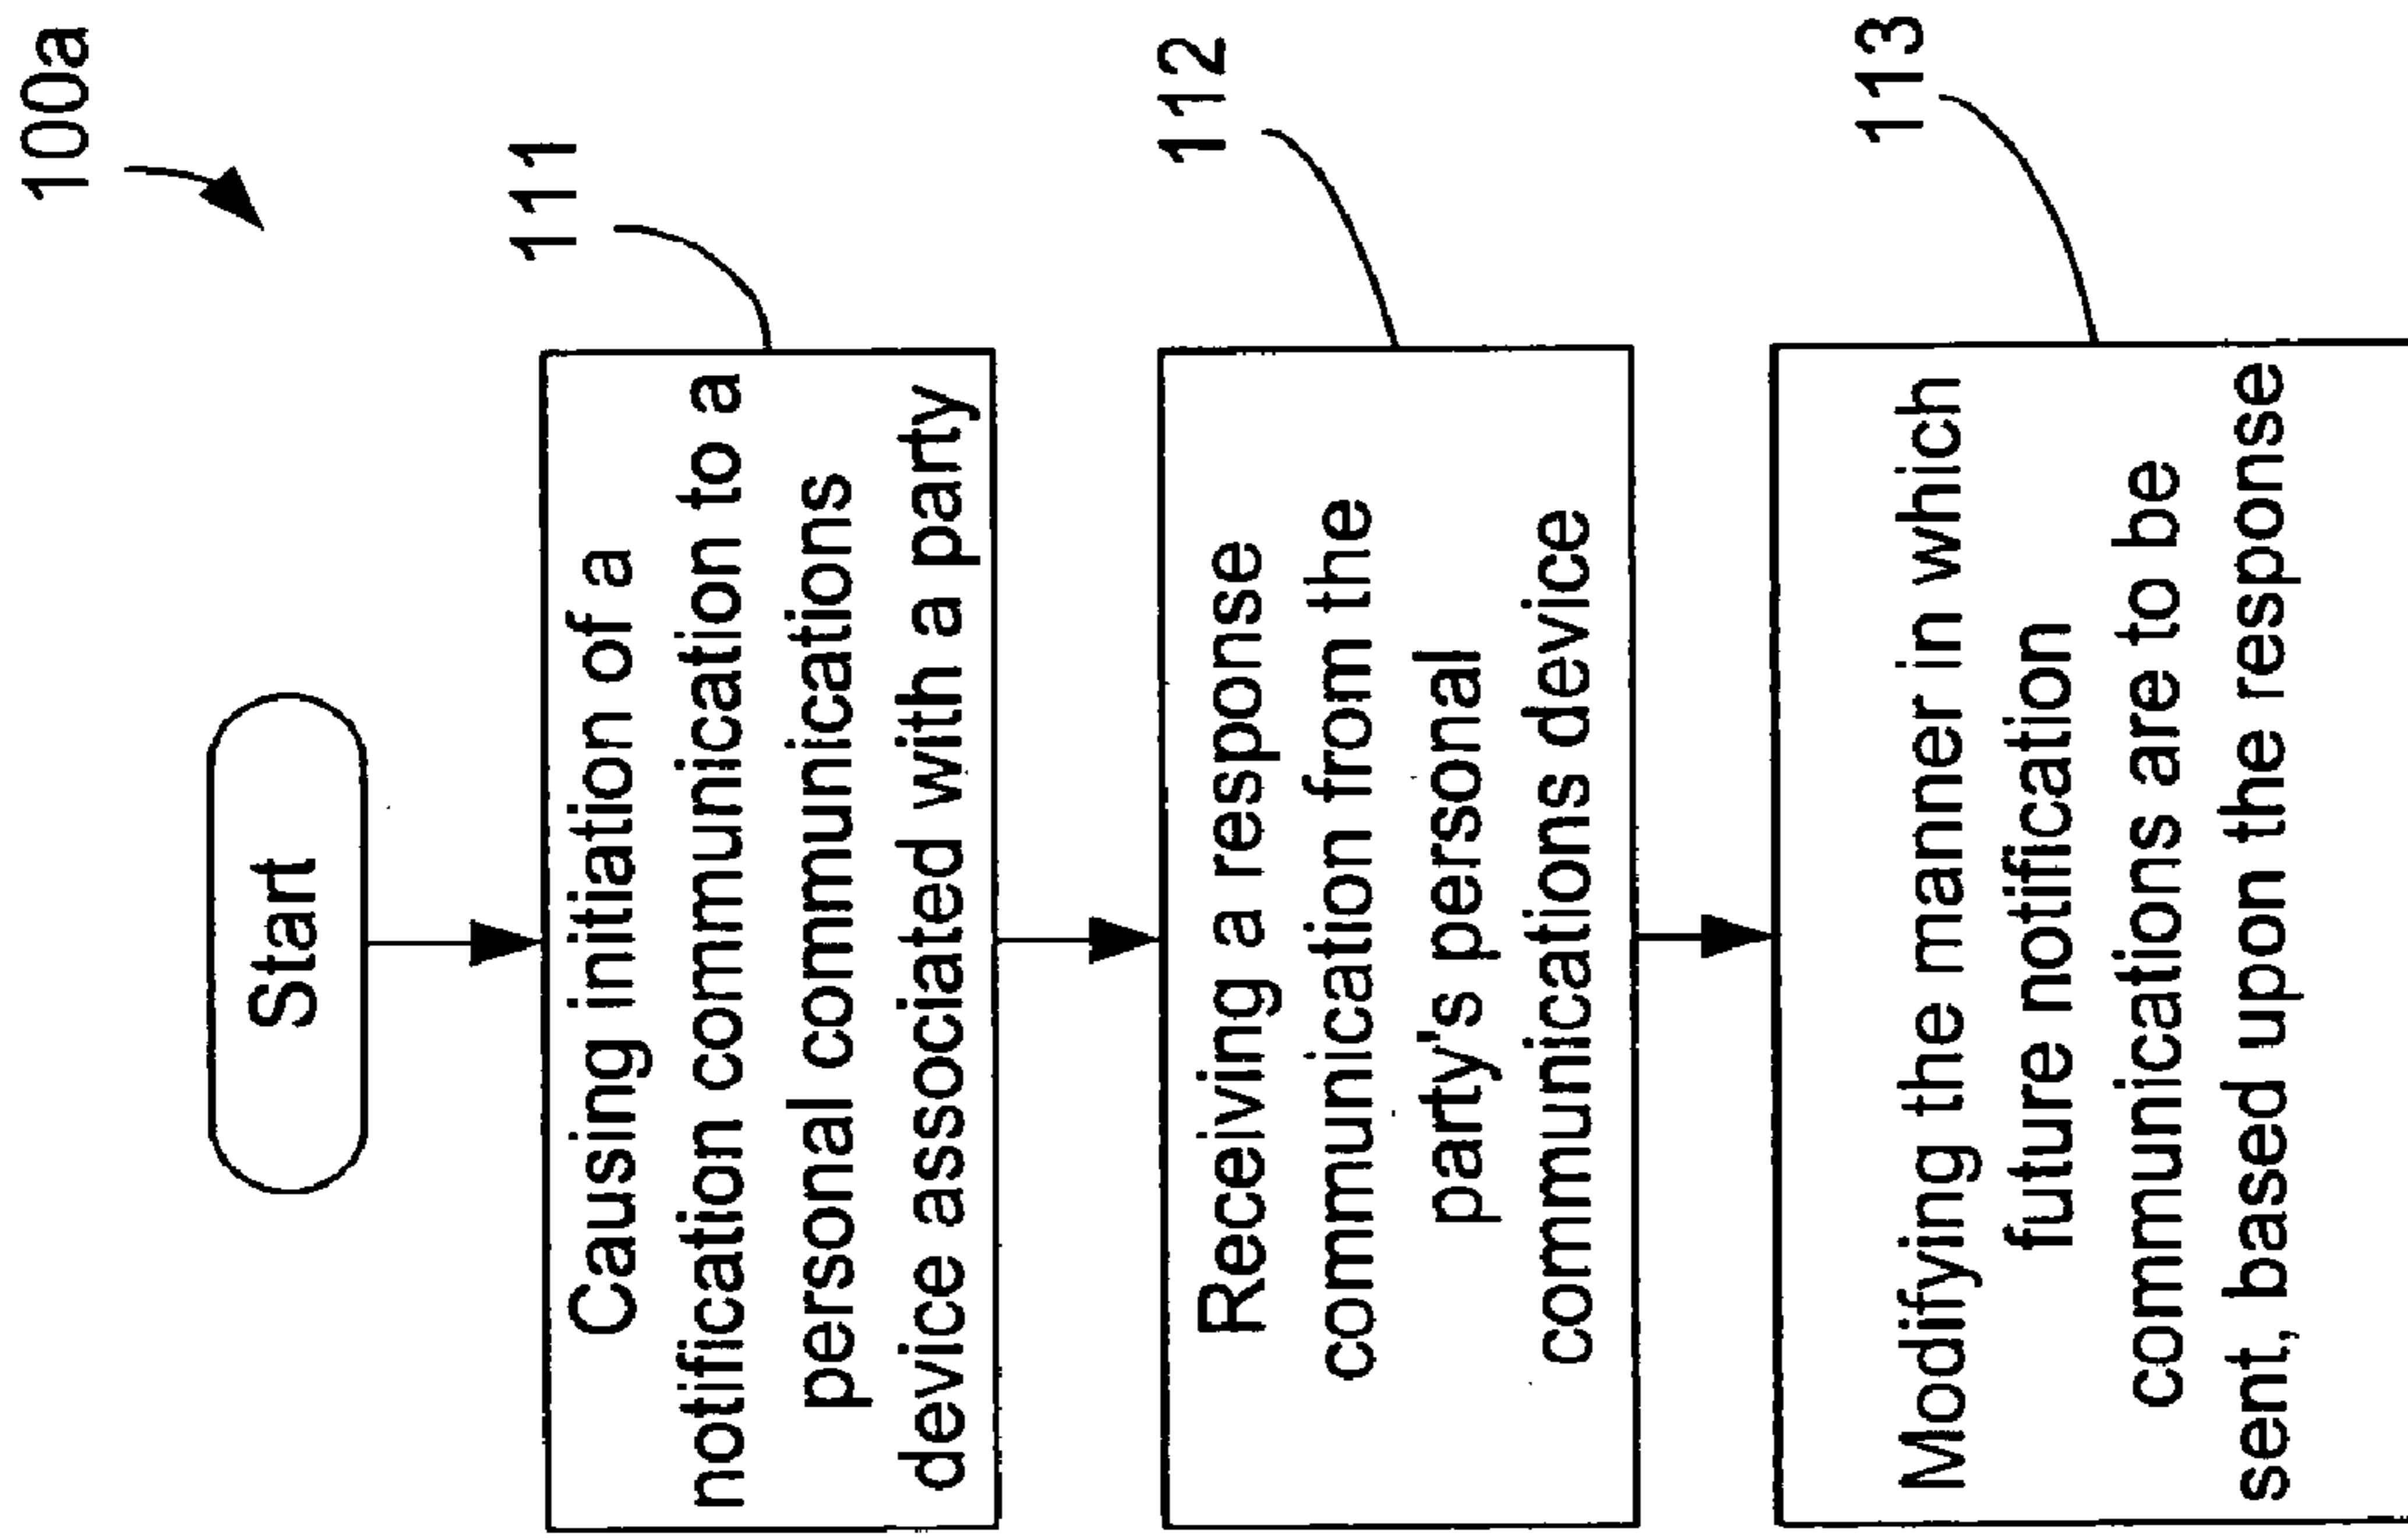 100a
Start
111
Causing initiation of a
notification communication to a
personal communications
device associated with a party
112
Receiving a response
communication from the
party's personal
communications device
113
Modifying the manner in which
future notification
communications are to be
sent, based upon the response